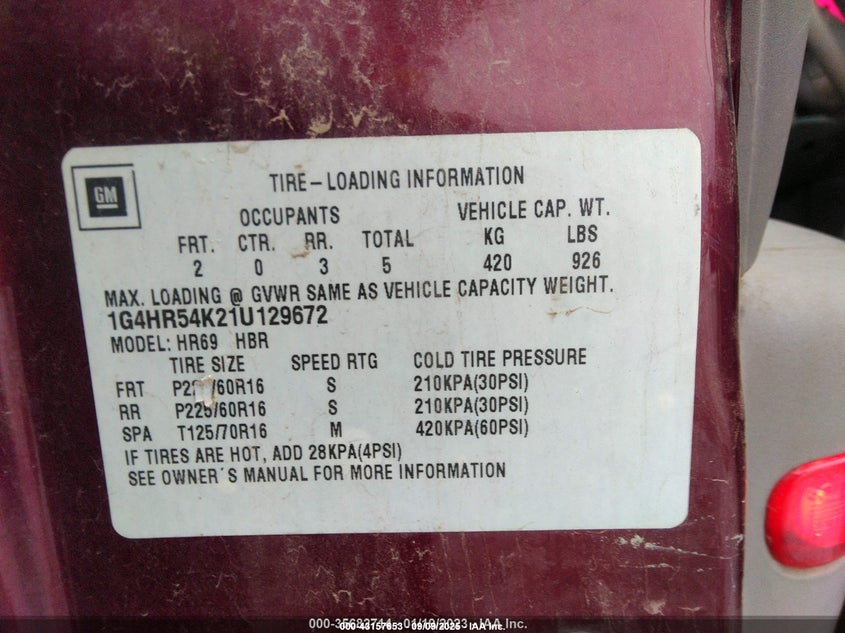 GM
TIRE – LOADING INFORMATION
OCCUPANTS VEHICLE CAP. WT.
FRT. CTR. RR. TOTAL KG LBS
2 0 3 5 420 926
MAX. LOADING @ GVWR SAME AS VEHICLE CAPACITY WEIGHT.
1G4HR54K21U129672
MODEL: HR69 HBR
TIRE SIZE SPEED RTG COLD TIRE PRESSURE
FRT S 210KPA(30PSI)
RR P225/60R16 S 210KPA(30PSI)
SPA T125/70R16 M 420KPA(60PSI)
IF TIRES ARE HOT, ADD 28KPA(4PSI)
SEE OWNER'S MANUAL FOR MORE INFORMATION
IAA Inc.